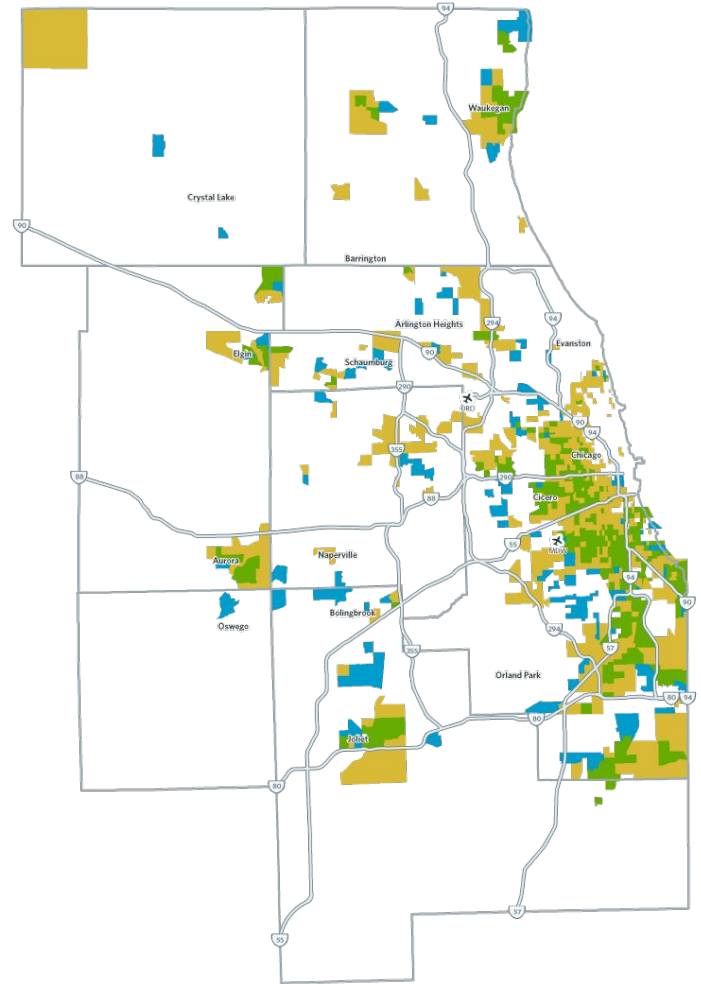 94
Waukegan
Crystal Lake
90
Barrington
294
94
Arlington Heights
Evanston
90
Elgin
Schaumburg
290
ORD
90
94
355
Chicago
88
290
88
Cicero
55
MDW
Aurora
Naperville
94
90
Bolingbrook
Oswego
294
57
355
Orland Park
80
94
80
Joliet
80
57
55